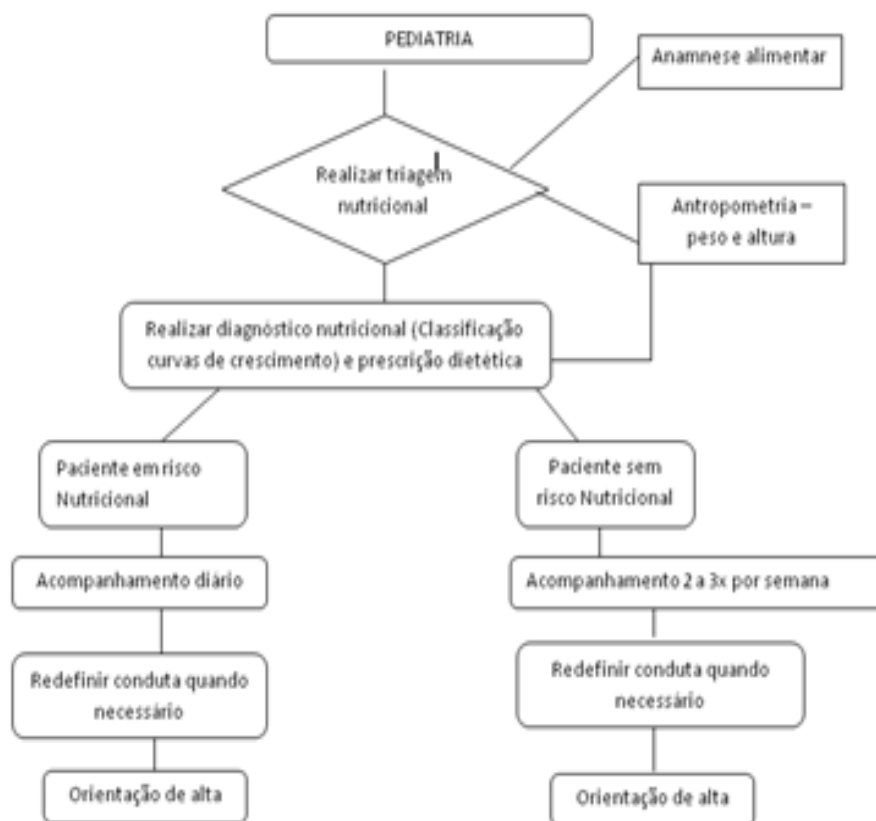 PEDIATRIA
Anamnese alimentar
Realizar triagem
nutricional
Antropometria –
peso e altura
Realizar diagnóstico nutricional (Classificação
curvas de crescimento) e prescrição dietética
Paciente em risco
Nutricional
Paciente sem
risco Nutricional
Acompanhamento diário
Acompanhamento 2 a 3x por semana
Redefinir conduta quando
necessário
Redefinir conduta quando
necessário
Orientação de alta
Orientação de alta